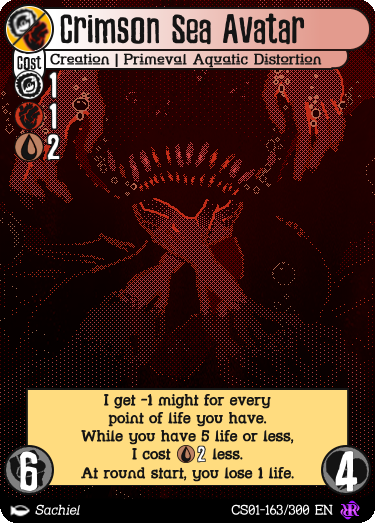 Crimson Sea Avatar
Cost
Creation | Primeval Aquatic Distortion
1
1
2
I get -1 might for every
point of life you have.
While you have 5 life or less,
I cost 2 less.
At round start, you lose 1 life.
6
4
Sachiel
CS01-163/300 EN